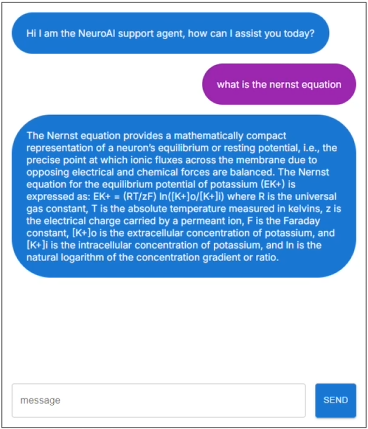 Hi I am the NeuroAI support agent, how can I assist you today?
what is the nernst equation
The Nernst equation provides a mathematically compact
representation of a neuron's equilibrium or resting potential, i.e., the
precise point at which ionic fluxes across the membrane due to
opposing electrical and chemical forces are balanced. The Nernst
equation for the equilibrium potential of potassium (EK+) is
expressed as: EK+ = (RT/zF) ln([K+]o/[K+]i) where R is the universal
gas constant, T is the absolute temperature measured in kelvins, z is
the electrical charge carried by a permeant ion, F is the Faraday
constant, [K+]o is the extracellular concentration of potassium, and
[K+]i is the intracellular concentration of potassium, and ln is the
natural logarithm of the concentration gradient or ratio.
message
SEND